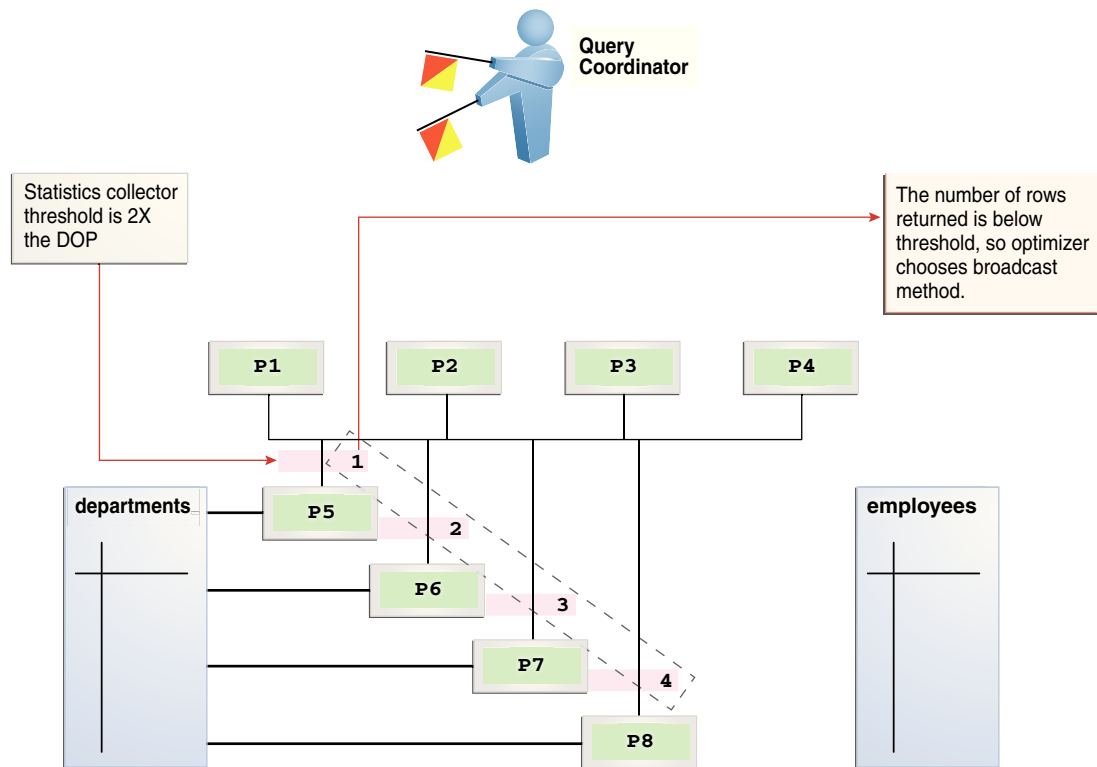 Query
Coordinator
Statistics collector
threshold is 2X
the DOP
The number of rows
returned is below
threshold, so optimizer
chooses broadcast
method.
P1
P2
P3
P4
1
departments
P5
employees
2
P6
3
P7
4
P8